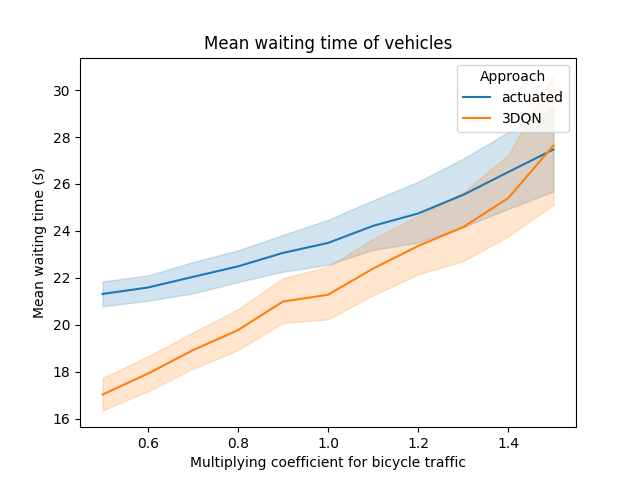 Mean waiting time of vehicles
Approach
actuated
3DQN
Mean waiting time (s)
30
28
26
24
22
20
18
16
0.6 0.8 1.0 1.2 1.4
Multiplying coefficient for bicycle traffic